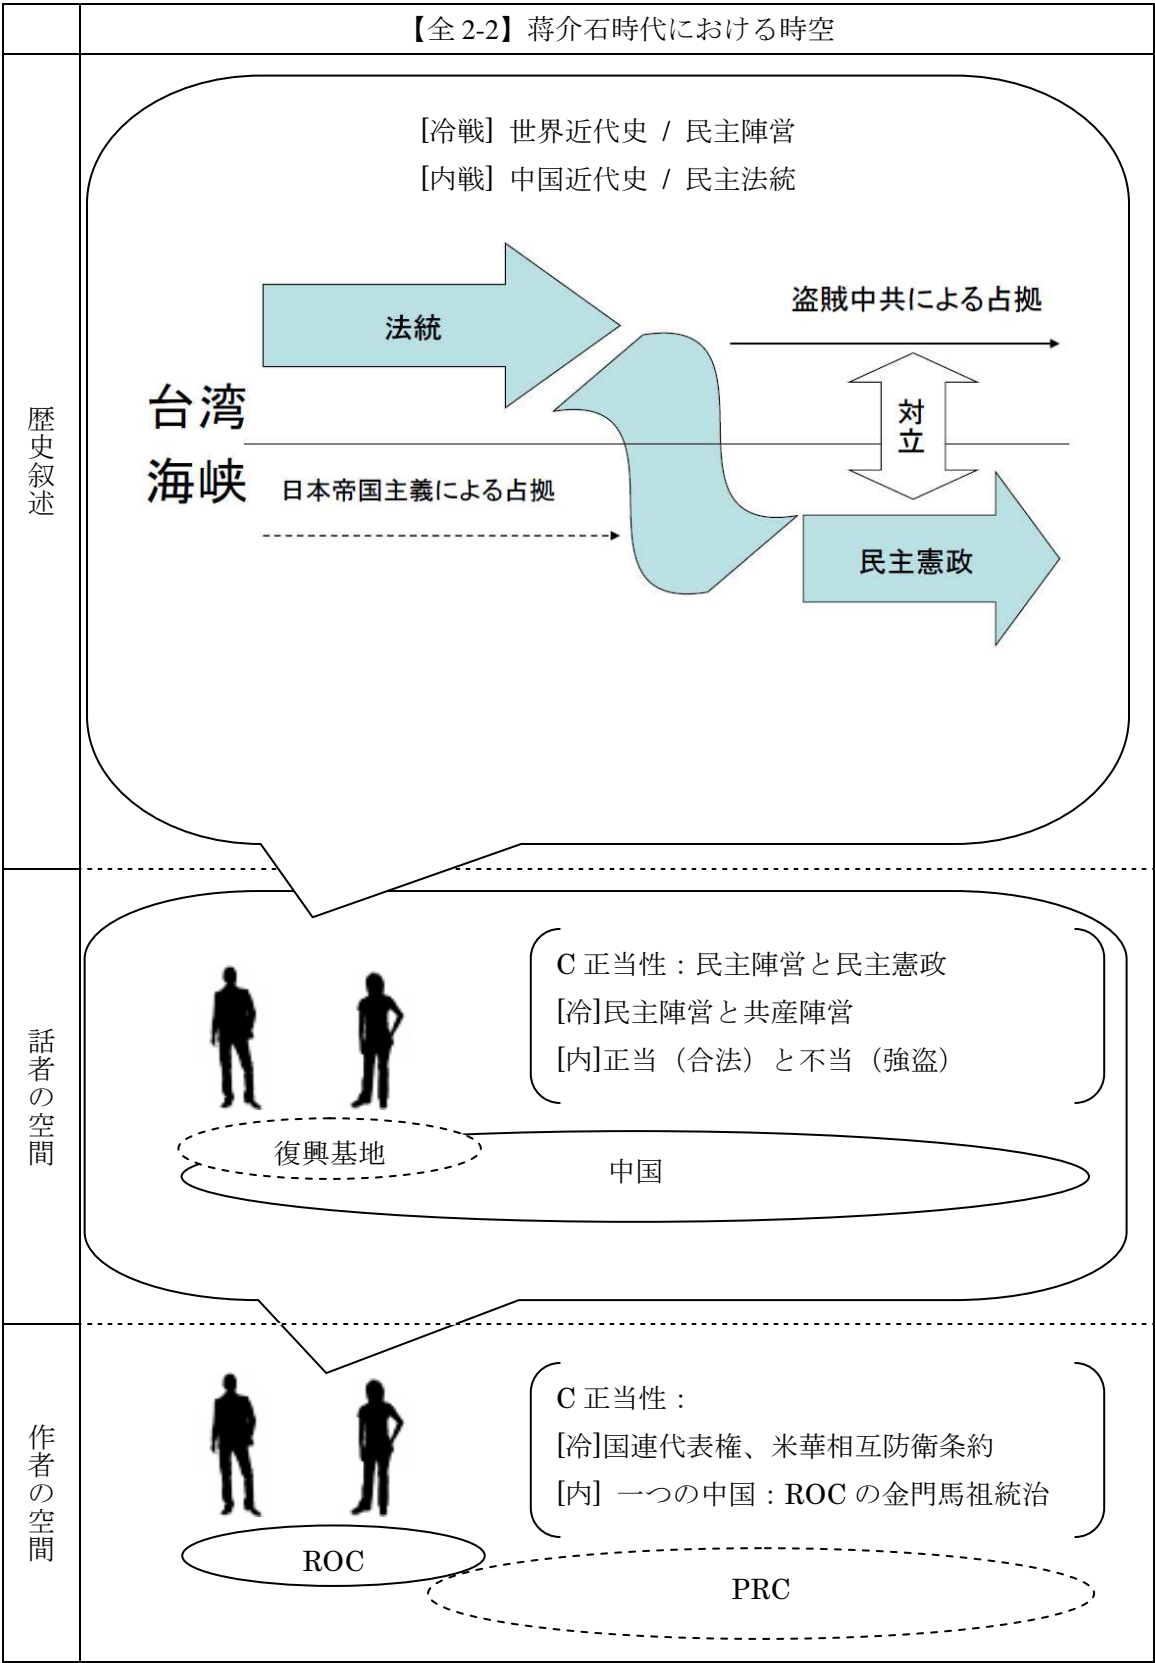 【全 2-2】蒋介石時代における時空
歴史叙述
[冷戦] 世界近代史 / 民主陣営
[内戦] 中国近代史 / 民主法統
盗賊中共による占拠
法統
台湾
対立
海峡
日本帝国主義による占拠
民主憲政
話者の空間
C 正当性：民主陣営と民主憲政
[冷]民主陣営と共産陣営
[内]正当（合法）と不当（強盗）
復興基地
中国
作者の空間
C 正当性：
[冷]国連代表権、米華相互防衛条約
[内] 一つの中国：ROC の金門馬祖統治
ROC
PRC